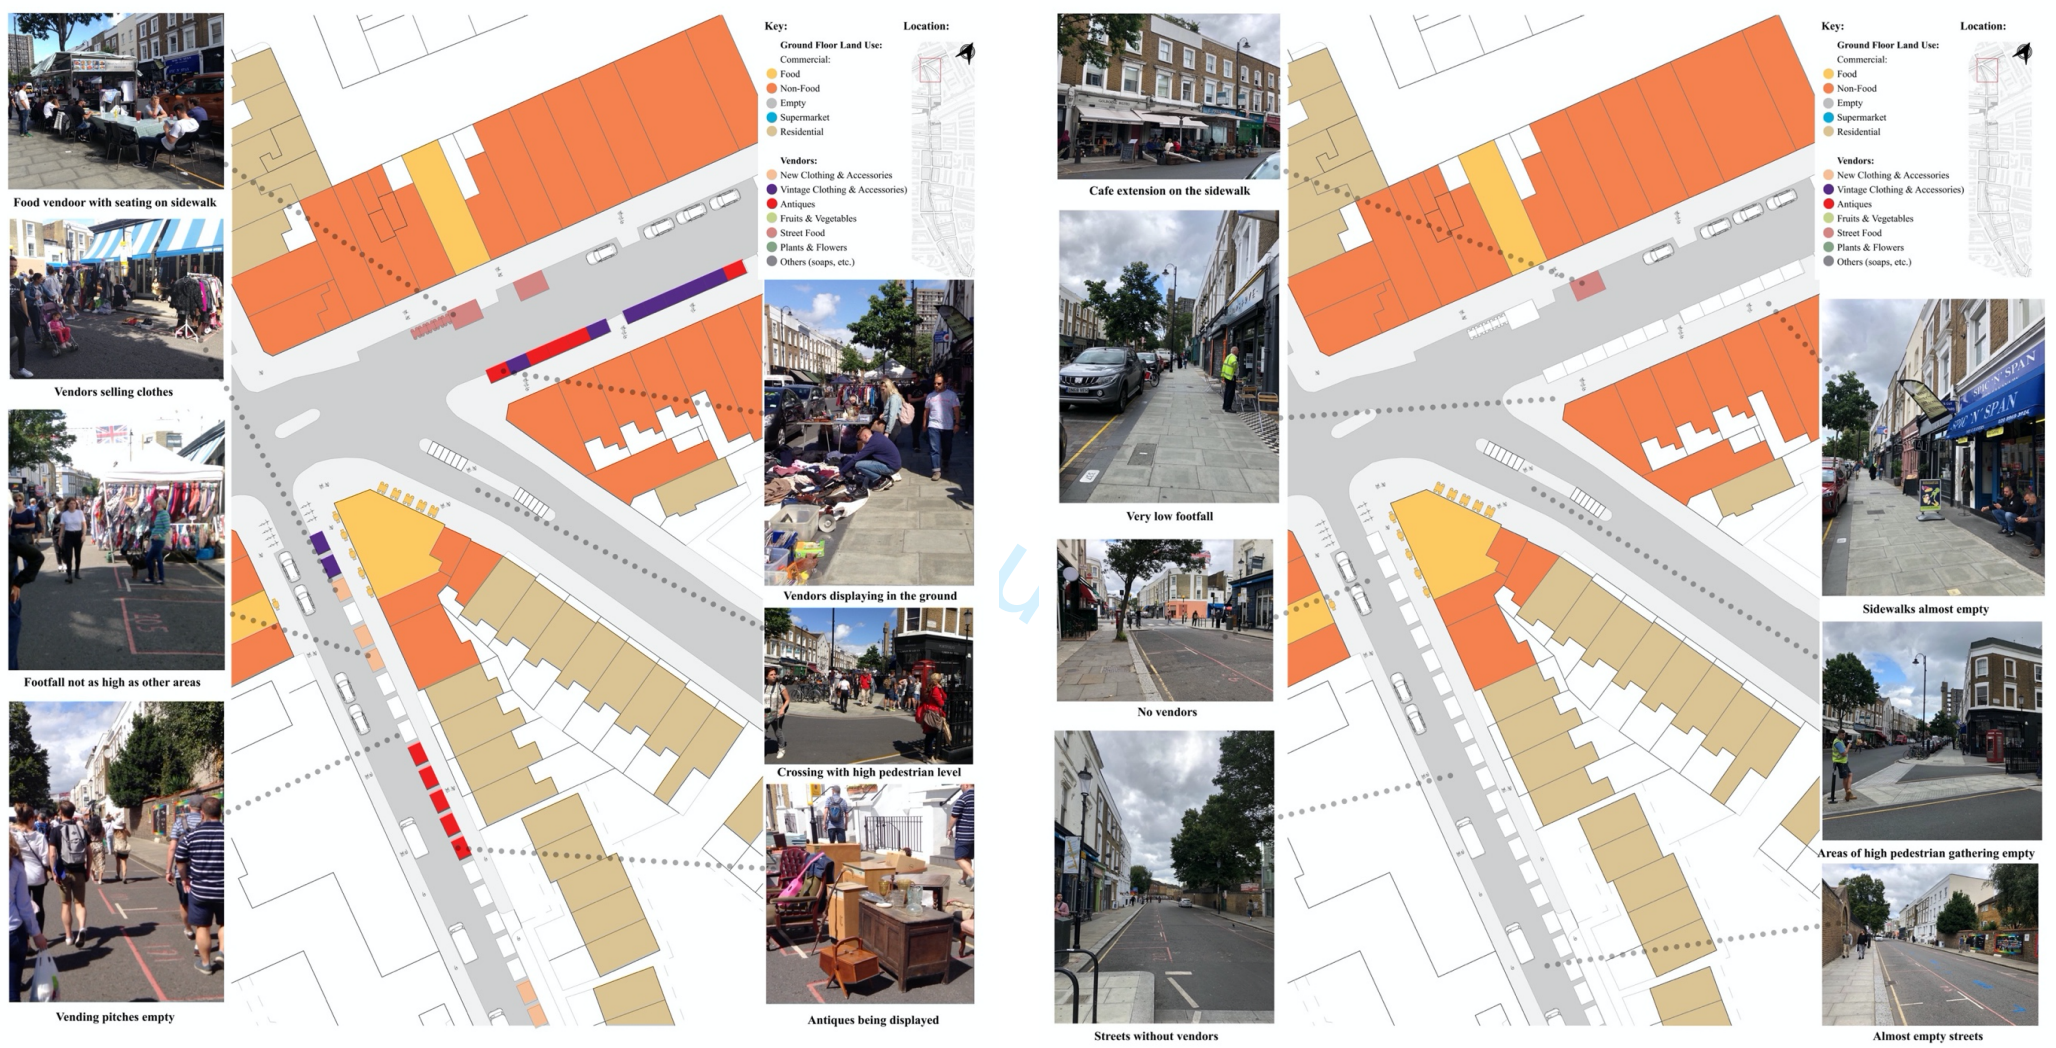 Food vendoor with seating on sidewalk
Vendors selling clothes
Footfall not as high as other areas
205
Vending pitches empty
Key:
Location:
Ground Floor Land Use:
Commercial:
Food
Non-Food
Empty
Supermarket
Residential
Vendors:
New Clothing & Accessories
Vintage Clothing & Accessories)
Antiques
Fruits & Vegetables
Street Food
Plants & Flowers
Others (soaps, etc.)
Vendors displaying in the ground
Crossing with high pedestrian level
Antiques being displayed
u
Cafe extension on the sidewalk
Very low footfall
No vendors
Streets without vendors
Key:
Location:
Ground Floor Land Use:
Commercial:
Food
Non-Food
Empty
Supermarket
Residential
Vendors:
New Clothing & Accessories
Vintage Clothing & Accessories)
Antiques
Fruits & Vegetables
Street Food
Plants & Flowers
Others (soaps, etc.)
SPIC'N'SPAN
SPIC'N'SPAN
Sidewalks almost empty
Areas of high pedestrian gathering empty
Almost empty streets